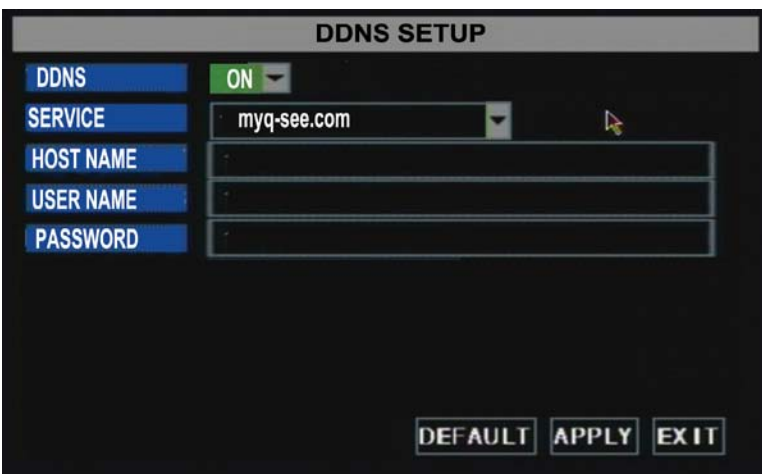 DDNS SETUP
DDNS ON
SERVICE myq-see.com
HOST NAME
USER NAME
PASSWORD
DEFAULT APPLY EXIT